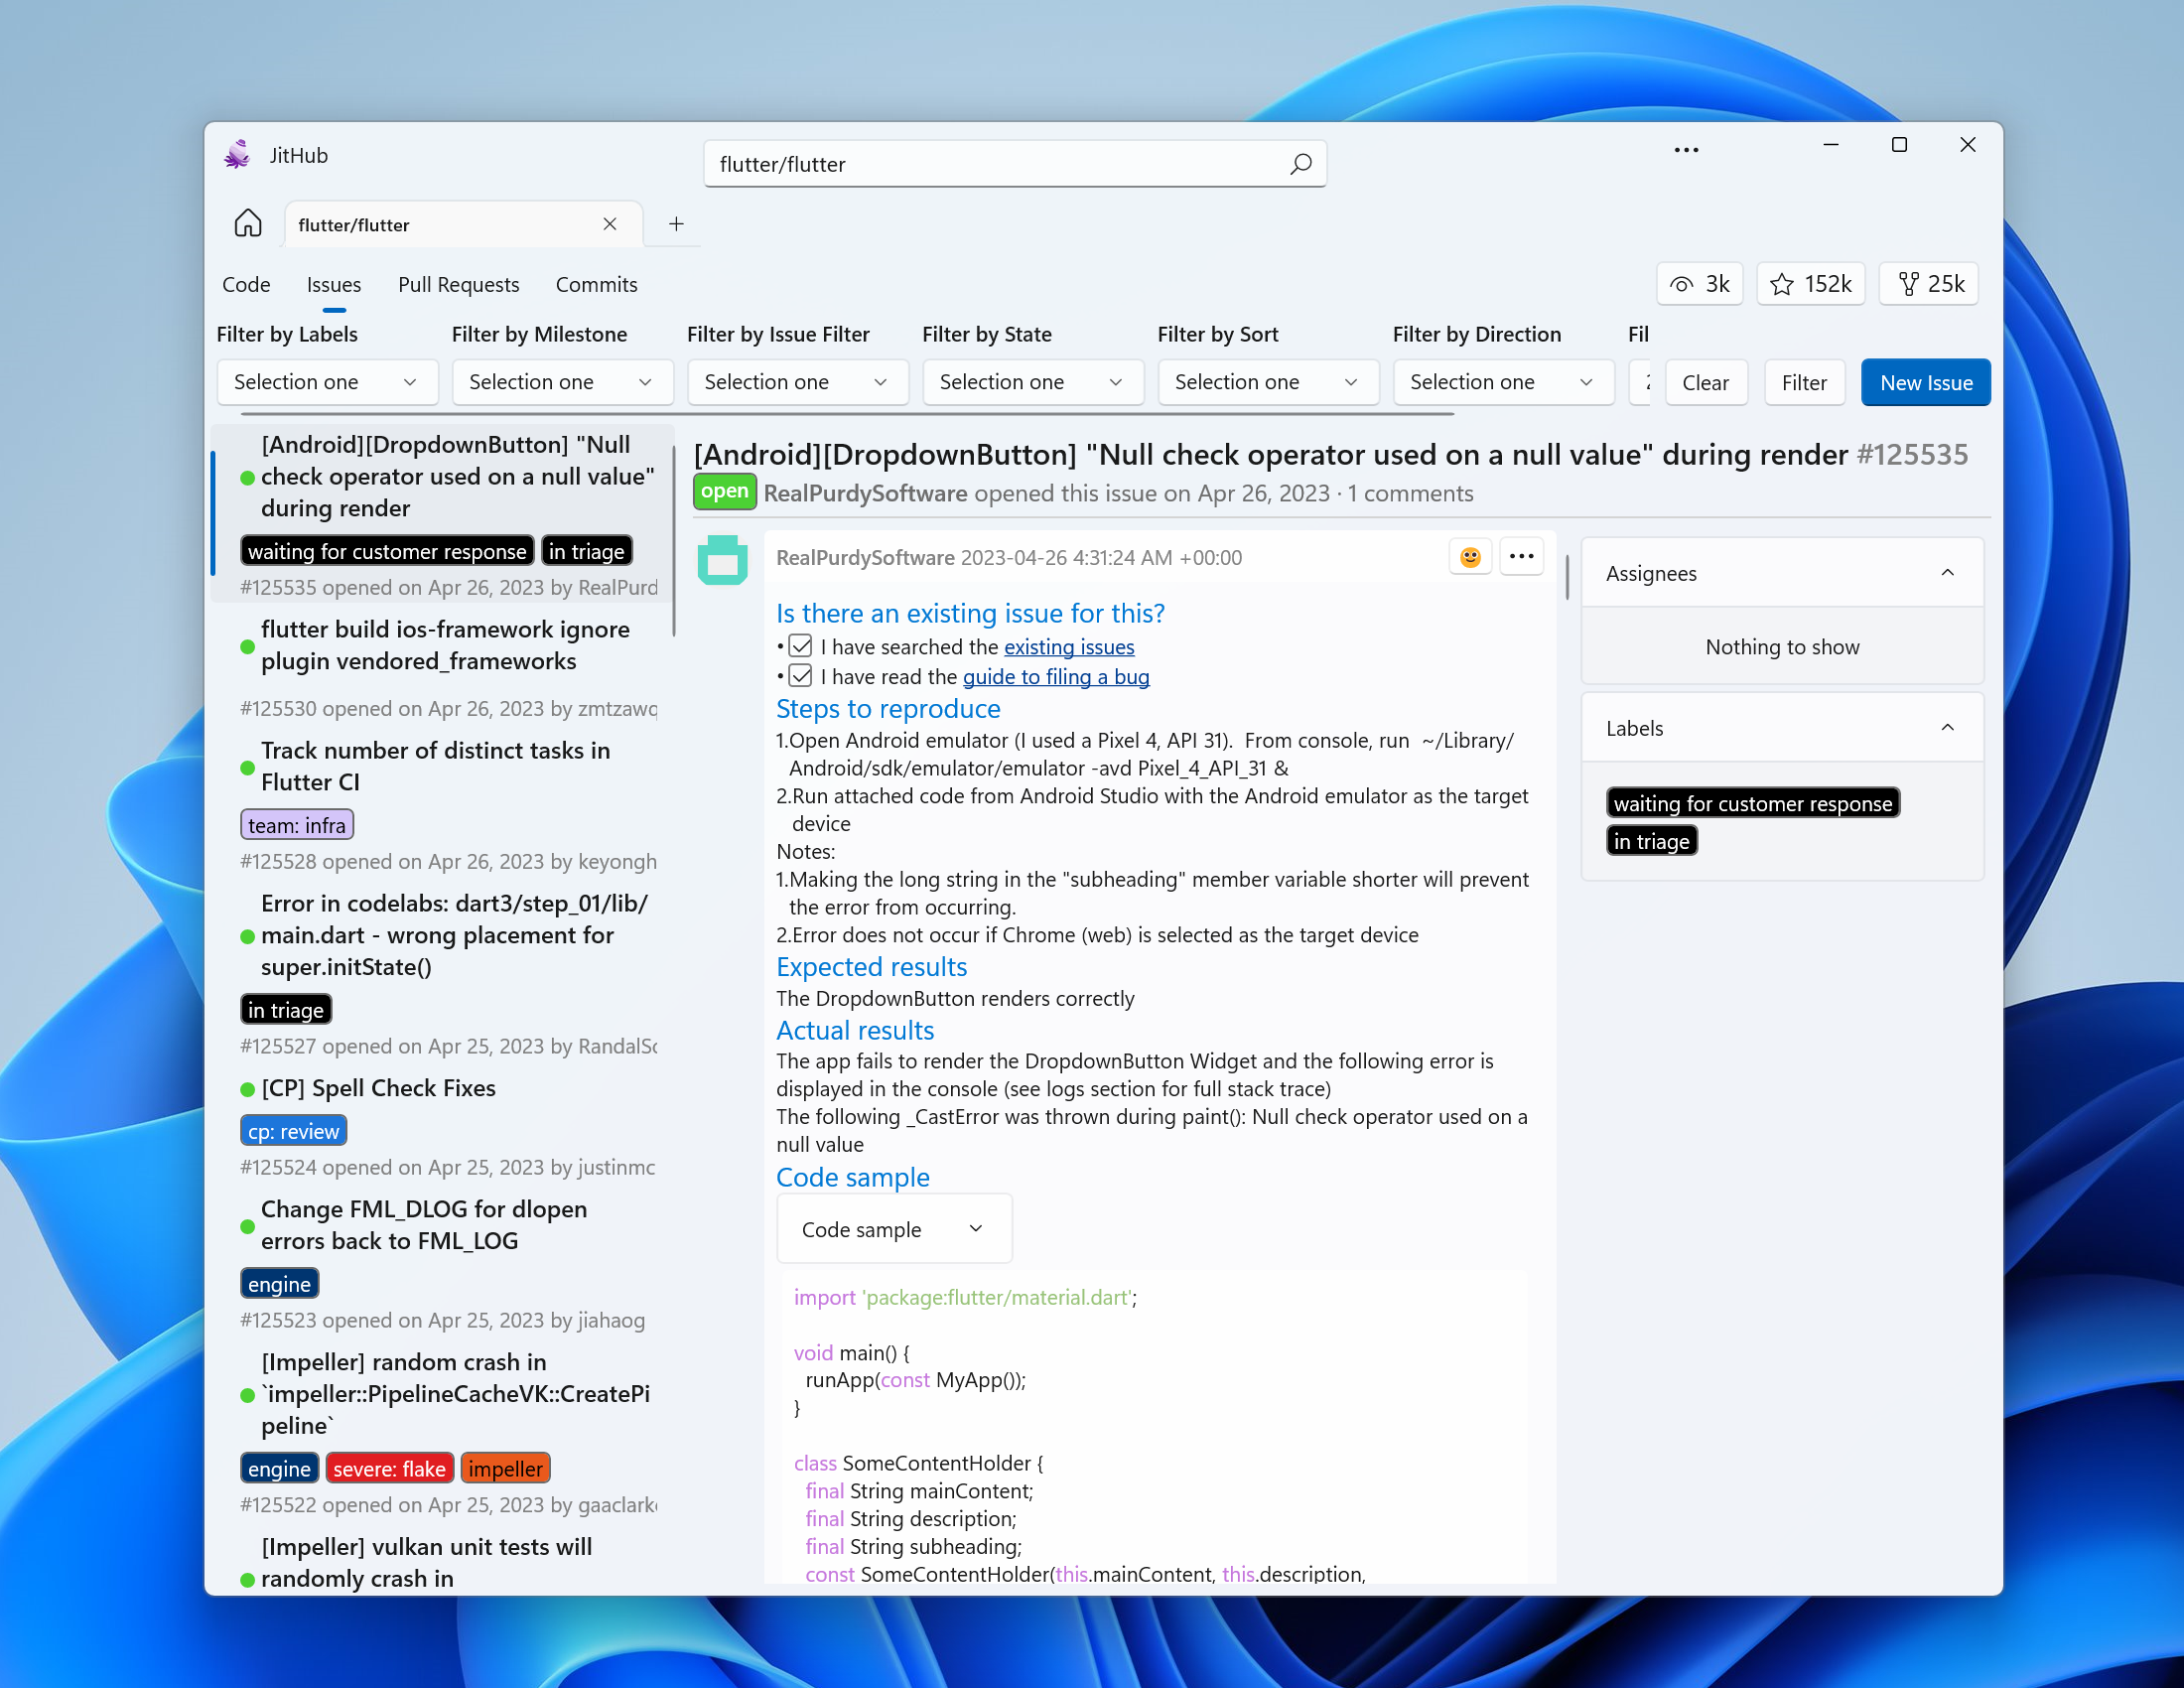 JitHub
flutter/flutter
flutter/flutter
Code Issues Pull Requests Commits
3k 152k 25k
Filter by Labels Filter by Milestone Filter by Issue Filter Filter by State Filter by Sort Filter by Direction Fil
Selection one Selection one Selection one Selection one Selection one Selection one Clear Filter New Issue
[Android][DropdownButton] "Null
check operator used on a null value"
during render
waiting for customer response in triage
#125535 opened on Apr 26, 2023 by RealPurd
flutter build ios-framework ignore
plugin vendored_frameworks
#125530 opened on Apr 26, 2023 by zmtzawq
Track number of distinct tasks in
Flutter CI
team: infra
#125528 opened on Apr 26, 2023 by keyongh
Error in codelabs: dart3/step_01/lib/
main.dart - wrong placement for
super.initState()
in triage
#125527 opened on Apr 25, 2023 by RandalSc
[CP] Spell Check Fixes
cp: review
#125524 opened on Apr 25, 2023 by justinmc
Change FML_DLOG for dlopen
errors back to FML_LOG
engine
#125523 opened on Apr 25, 2023 by jiahaog
[Impeller] random crash in
`impeller::PipelineCacheVK::CreatePi
peline`
engine severe: flake impeller
#125522 opened on Apr 25, 2023 by gaaclark
[Impeller] vulkan unit tests will
randomly crash in
[Android][DropdownButton] "Null check operator used on a null value" during render #125535
open RealPurdySoftware opened this issue on Apr 26, 2023 · 1 comments
RealPurdySoftware 2023-04-26 4:31:24 AM +00:00
Is there an existing issue for this?
• I have searched the existing issues
• I have read the guide to filing a bug
Steps to reproduce
1.Open Android emulator (I used a Pixel 4, API 31).  From console, run  ~/Library/
Android/sdk/emulator/emulator -avd Pixel_4_API_31 &
2.Run attached code from Android Studio with the Android emulator as the target
device
Notes:
1.Making the long string in the "subheading" member variable shorter will prevent
the error from occurring.
2.Error does not occur if Chrome (web) is selected as the target device
Expected results
The DropdownButton renders correctly
Actual results
The app fails to render the DropdownButton Widget and the following error is
displayed in the console (see logs section for full stack trace)
The following _CastError was thrown during paint(): Null check operator used on a
null value
Code sample
Code sample
import 'package:flutter/material.dart';
void main() {
runApp(const MyApp());
}
class SomeContentHolder {
final String mainContent;
final String description;
final String subheading;
const SomeContentHolder(this.mainContent, this.description,
Assignees
Nothing to show
Labels
waiting for customer response
in triage